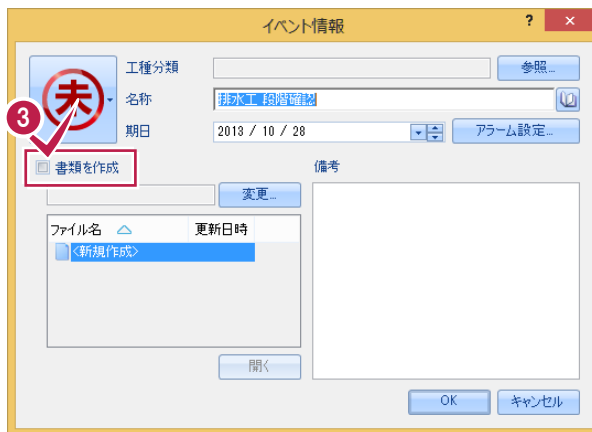 イベント情報
?
×
未
工種分類
参照...
名称
排水工 段階確認
期日
2013 / 10 / 28
アラーム設定...
3
書類を作成
備考
変更...
ファイル名
更新日時
<新規作成>
開く
OK
キャンセル